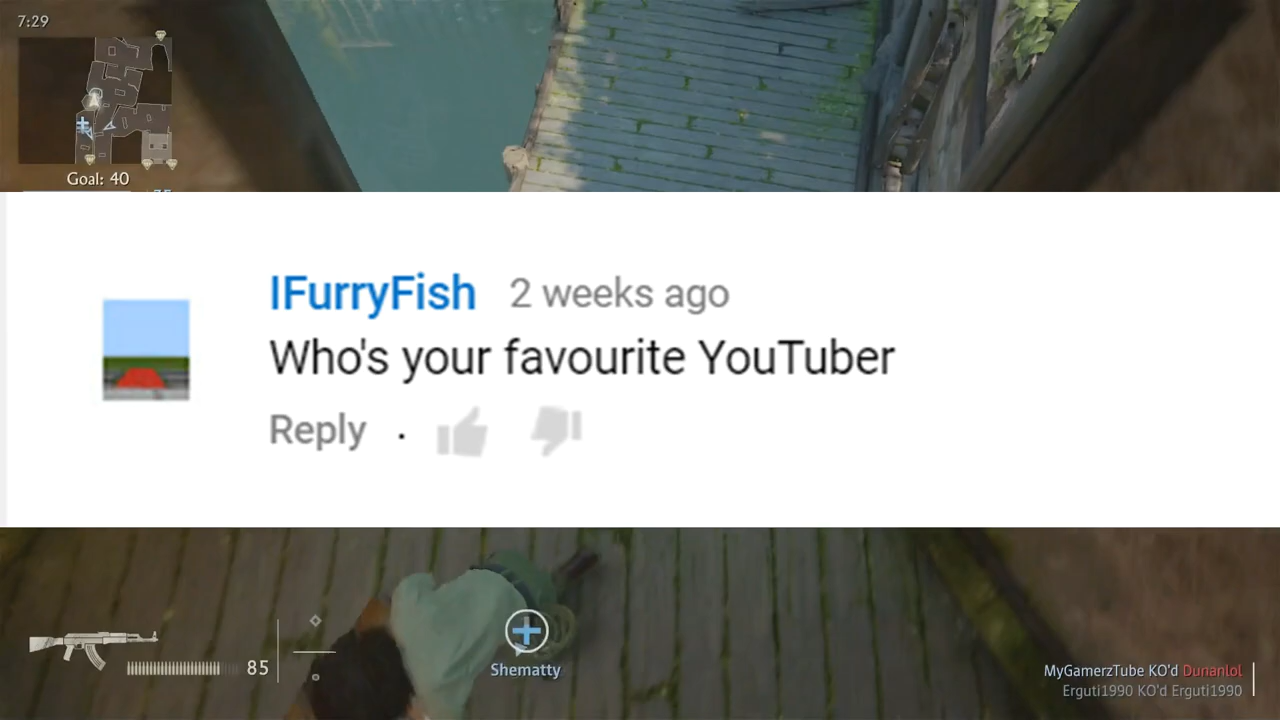 7:29
Goal: 40
IFurryFish 2 weeks ago
Who's your favourite YouTuber
Reply ·
85
Shematty
MyGamerzTube KO'd Dunanlol
Erguti1990 KO'd Erguti1990